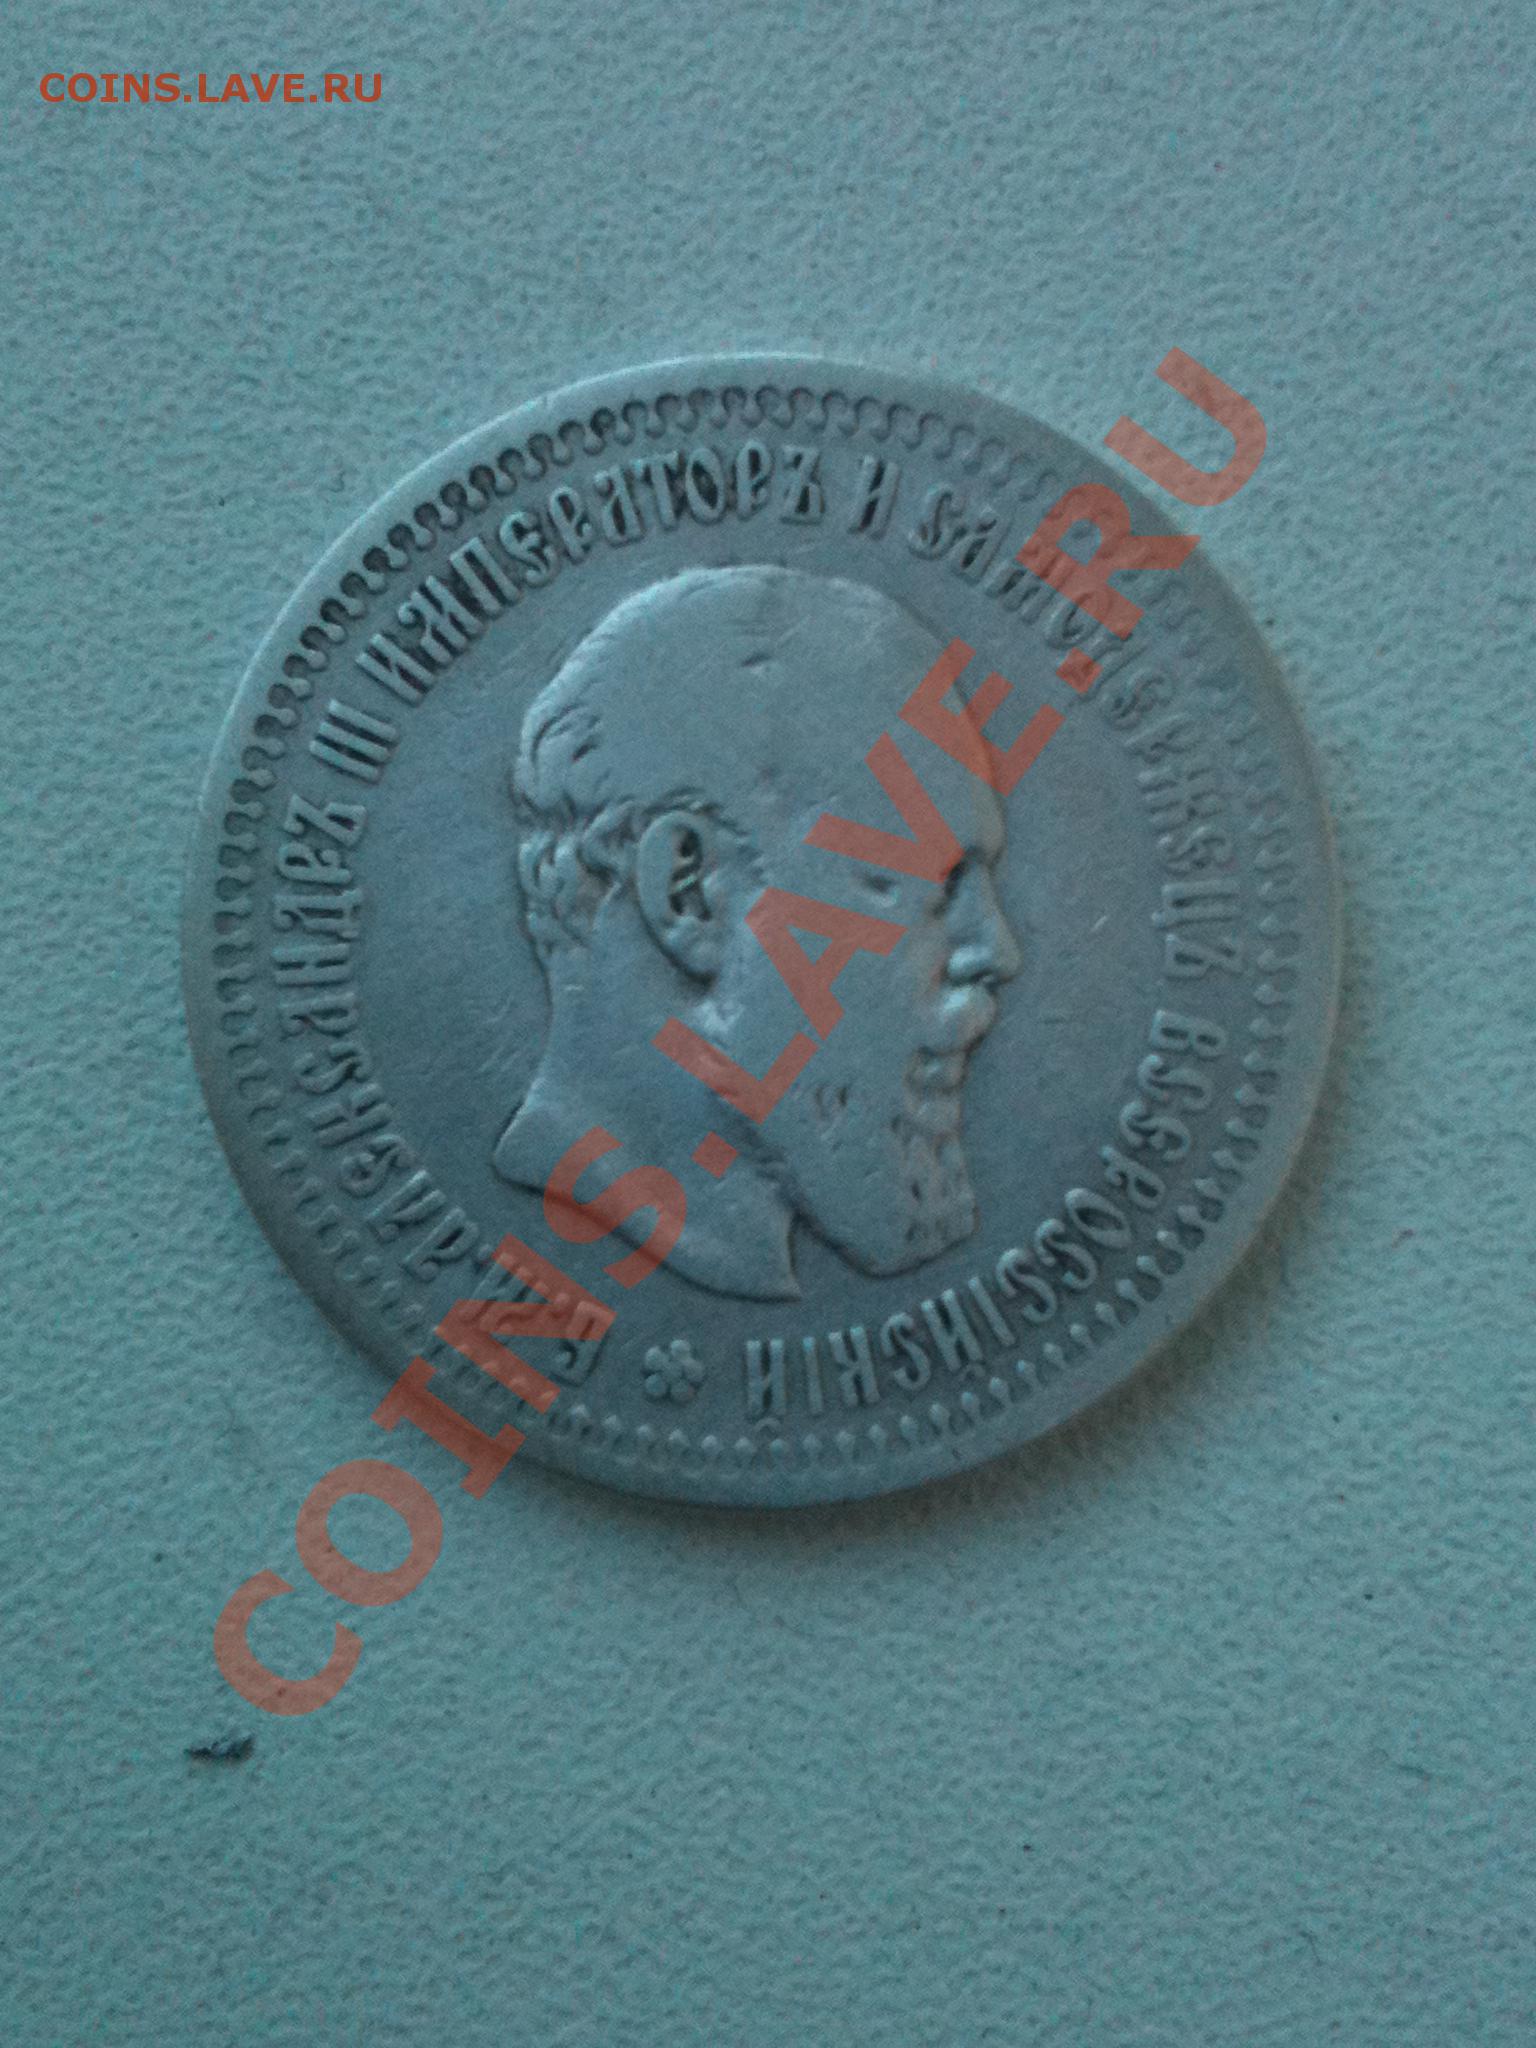 COINS.LAVE.RU
Б.М.АЛЕКСАНДРЪ III ИМПЕРАТОРЪ И САМОДЕРЖЕЦЪ ВСЕРОССІЙСКІЙ
COINS.LAVE.RU